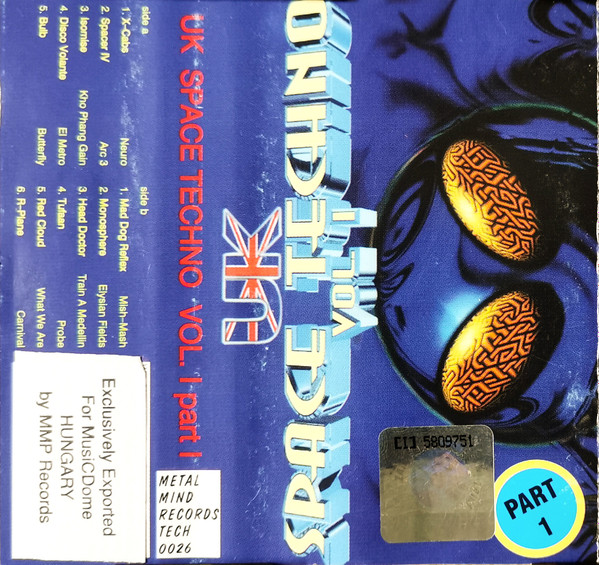 UK
SPACE TECHNO
VOL I
[I] 5809751
PART
1
UK SPACE TECHNO VOL. I part I
METAL
MIND
RECORDS
TECH
0026
side a
1. X-Cabs Neuro
2. Spacer IV Arc 3
3. Isomise Kho Phang Gain
4. Disco Volante El Metro
5. Bulb Butterfly
side b
1. Mad Dog Reflex Mish-Mash
2. Monosphere Elysian Fields
3. Head Doctor Train A Medellin
4. Tufaan Probe
5. Red Cloud What We Are
6. R-Plane Carnival
Exclusively Exported
For MusicDome
HUNGARY
by MMP Records